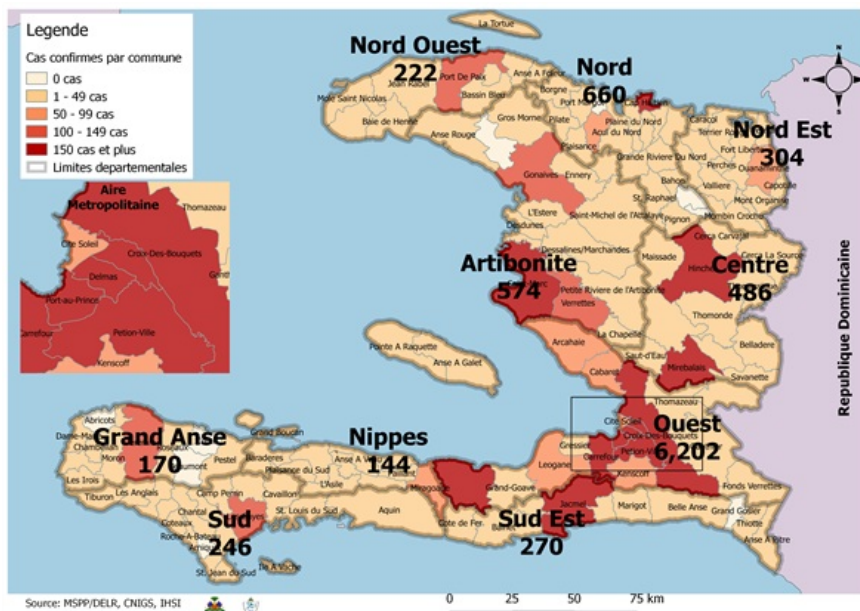 Legende
Cas confirmes par commune
0 cas
1 - 49 cas
50 - 99 cas
100 - 149 cas
150 cas et plus
Limites departementales
Aire
Metropolitaine
Thomazeau
Cite Soleil
Croix-Des-Bouquets
Delmas
Port-au-Prince
Petion-Ville
Carrefour
Kenscoff
La Tortue
Nord Ouest
222
Port De Paix
Jean Rabel
Mole Saint Nicolas
Bassin Bleu
Anse A Foleur
Baie de Henne
Anse Rouge
Gros Morne
Nord
660
Borgne
Pilate
Plaine du Nord
Acul du Nord
Plaisance
Grande Riviere Du Nord
Bahon
St. Raphael
Pignon
Caracol
Nord Est
304
Fort Liberte
Perches
Ouanaminthe
Capotille
Valliere
Mont Organise
Mombin Crochu
Gonaives
Ennery
L'Estere
Desdunes
Saint-Michel de l'Attalaye
Dessalines/Marchandes
Artibonite
574
Petite Riviere de l'Artibonite
Verrettes
La Chapelle
Cerca Carvajal
Cerca La Source
Maissade
Centre
486
Thomonde
Belladere
Saut-d'Eau
Mirebalais
Savanette
Arcahaie
Cabaret
Pointe A Raquette
Anse A Galet
Thomazeau
Cite Soleil
Ouest
6,202
Croix-Des-Bouquets
Gressier
Carrefour
Petion-Ville
Kenscoff
Leogane
Fonds Verrettes
Abricots
Grand Anse
170
Chambellan
Moron
Pestel
Les Irois
Grand Boucan
Baraderes
Plaisance du Sud
Nippes
144
L'Asile
Miragoane
Grand-Goave
Tiburon
Les Anglais
Camp Perrin
Cavaillon
St. Louis du Sud
Aquin
Chantal
Coteaux
Sud
246
Roche-A-Bateau
St. Jean du Sud
Ile A Vache
Cote de Fer.
Jacmel
Sud Est
270
Marigot
Belle Anse
Grand Gosier
Thiotte
Anse A Pitre
Republique Dominicaine
N
W
E
S
Source: MSPP/DELR, CNIGS, IHSI
0 25 50 75 km